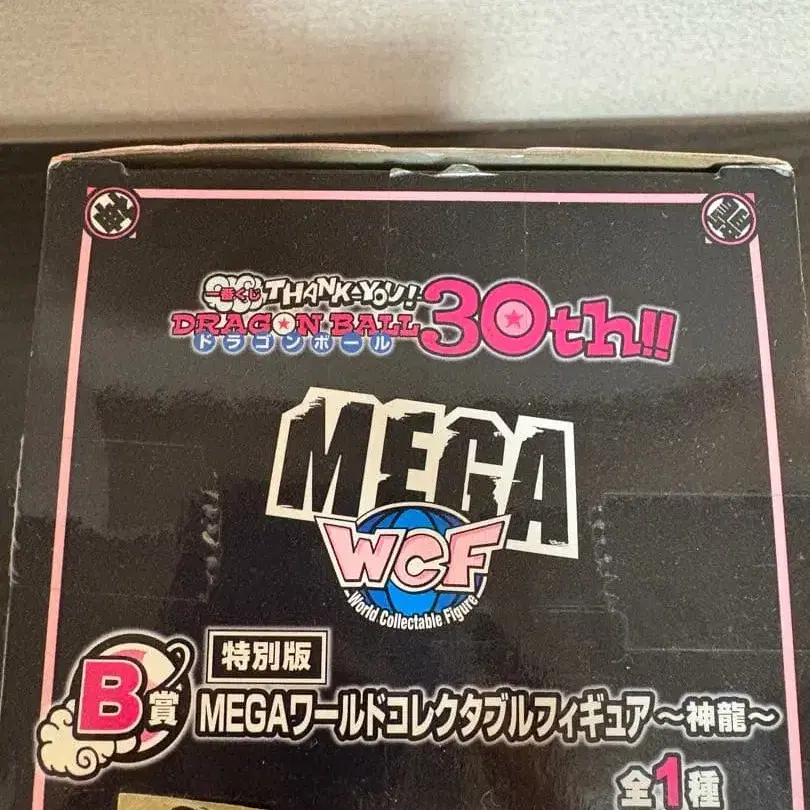 一番くじ THANK-YOU!
DRAGON BALL 30th!!
ドラゴンボール
MEGA
WCF
World Collectable Figure
特別版
B賞 MEGAワールドコレクタブルフィギュア〜神龍〜
全1種